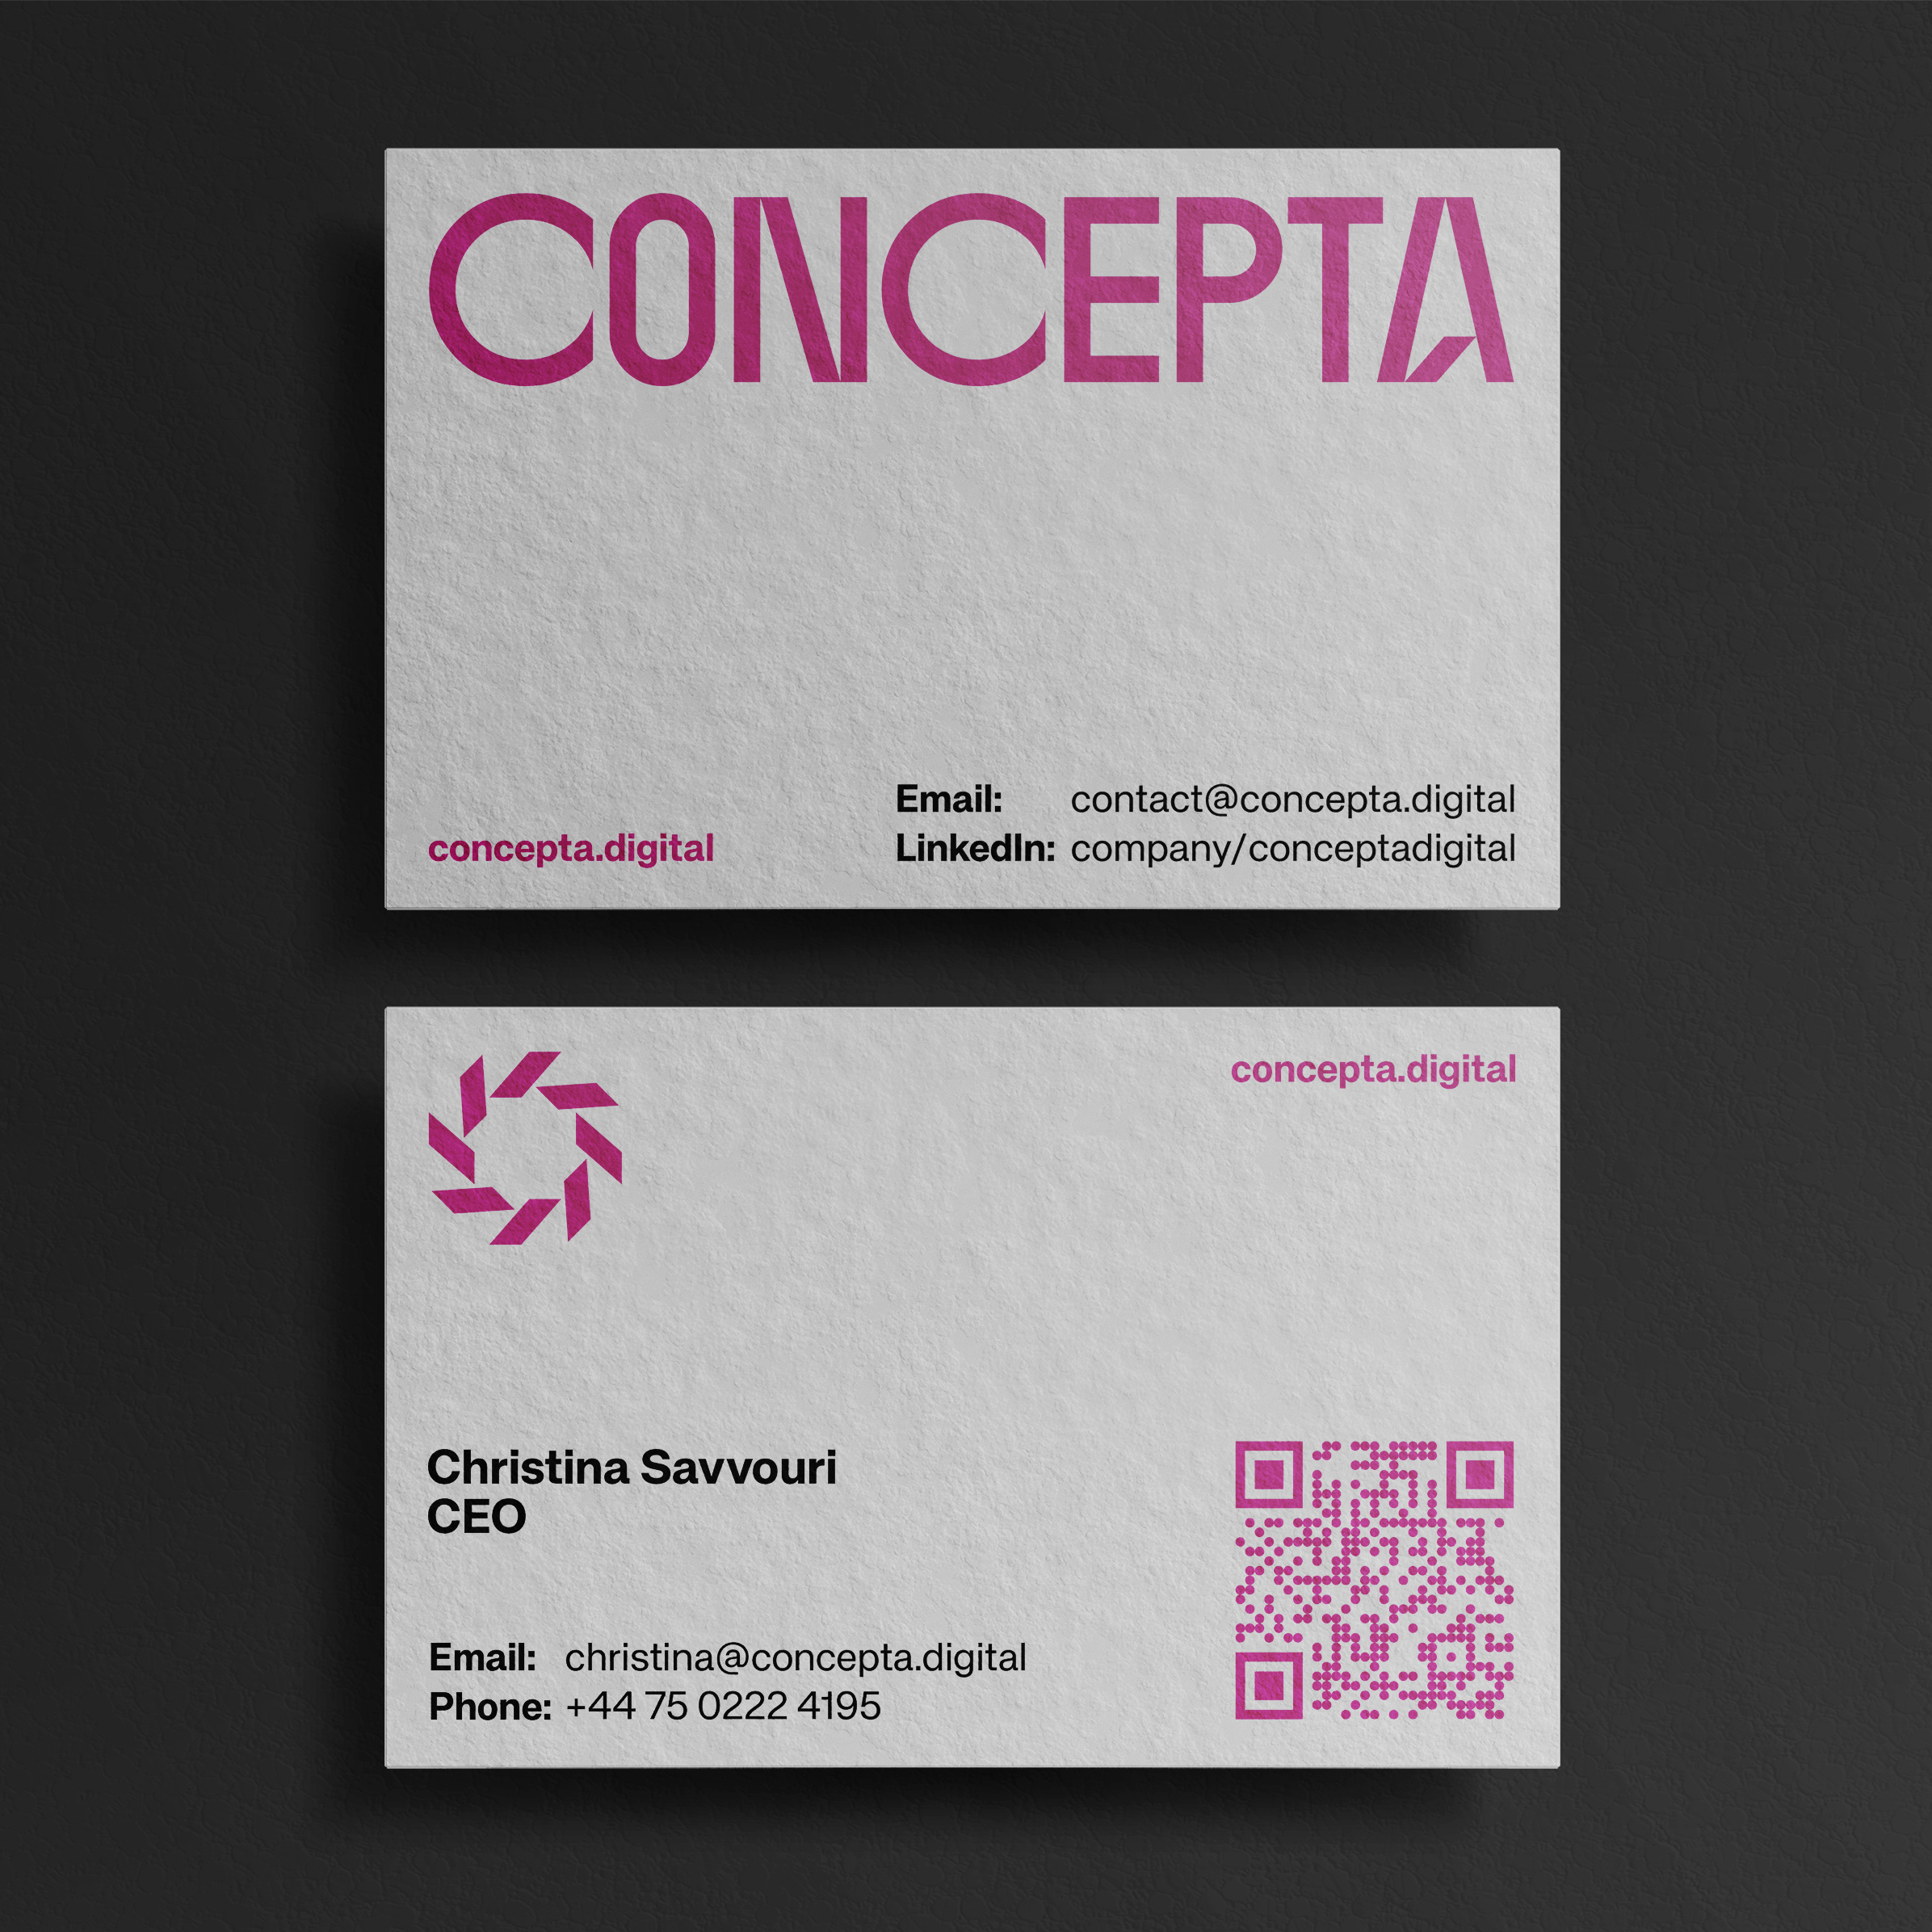 CONCEPTA
concepta.digital
Email: contact@concepta.digital
LinkedIn: company/conceptadigital
concepta.digital
Christina Savvouri
CEO
Email: christina@concepta.digital
Phone: +44 75 0222 4195